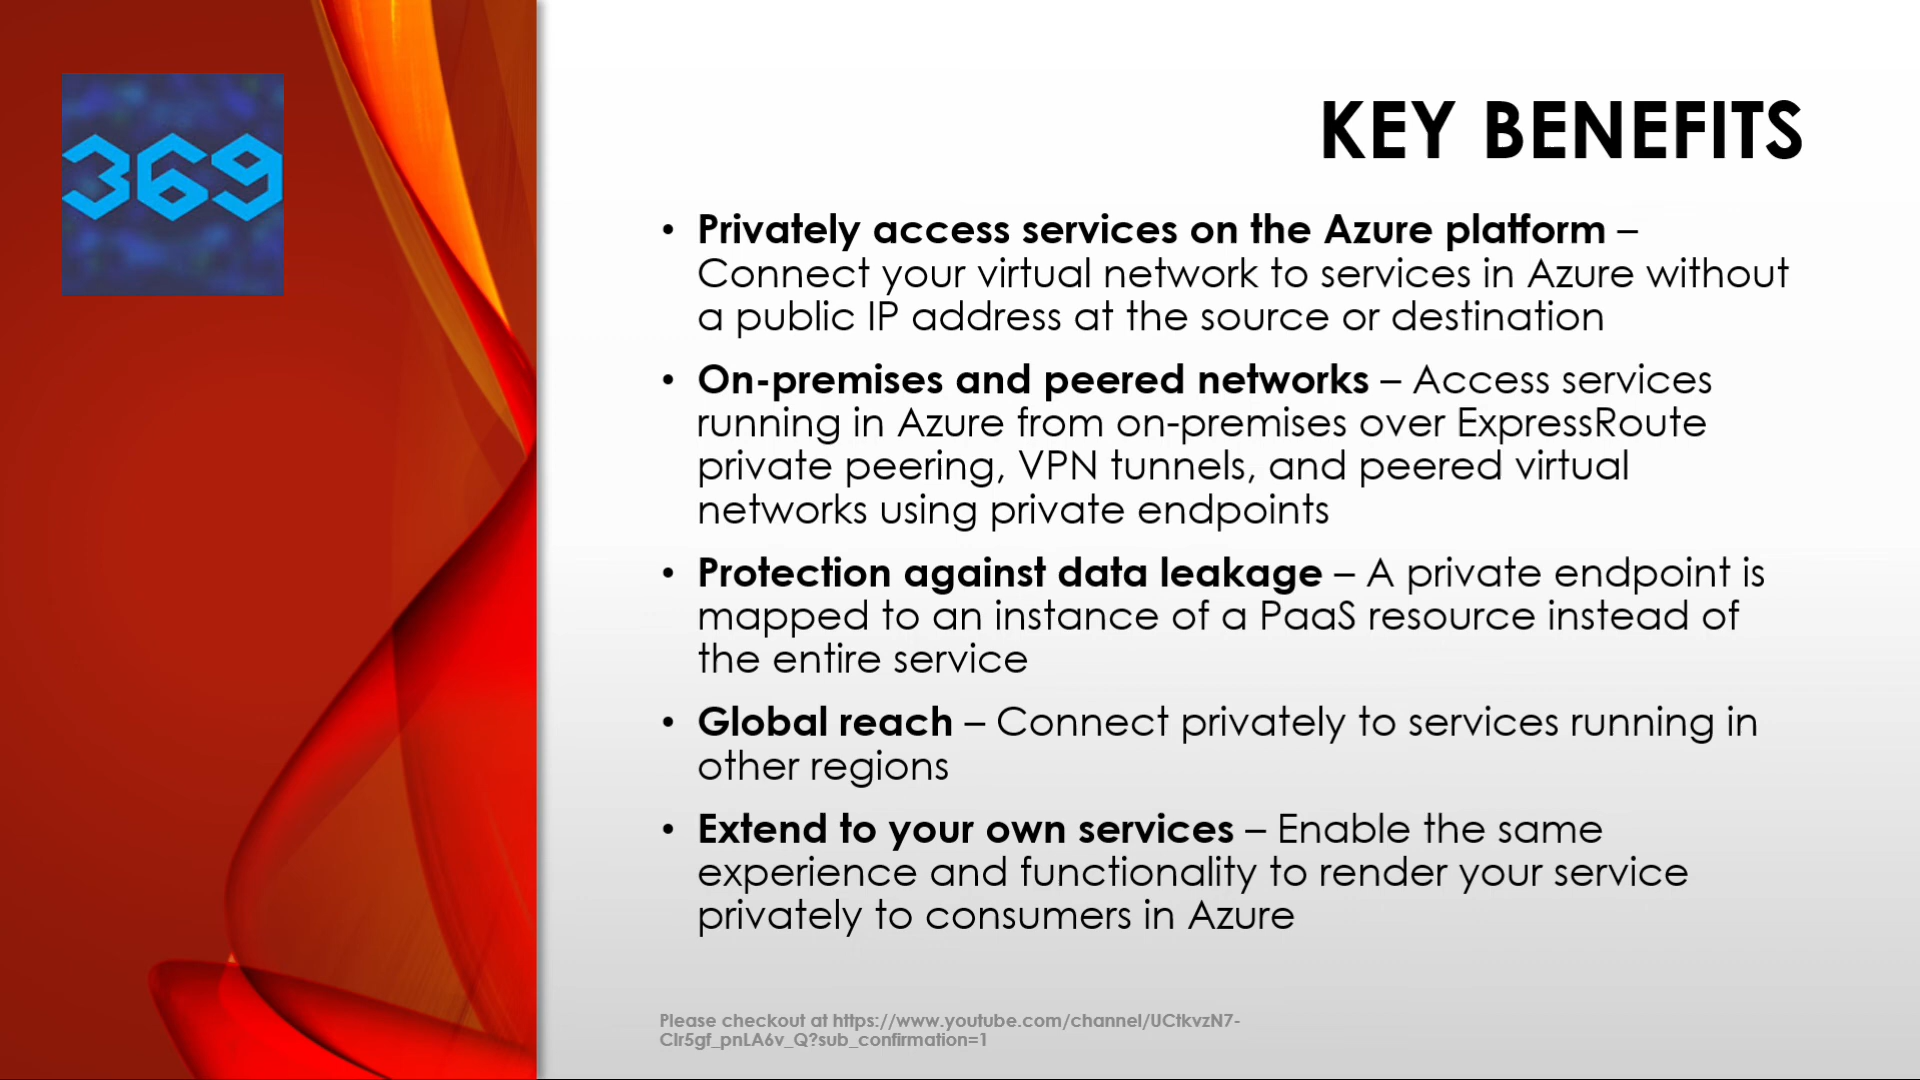 369
KEY BENEFITS
• Privately access services on the Azure platform –
Connect your virtual network to services in Azure without
a public IP address at the source or destination
• On-premises and peered networks – Access services
running in Azure from on-premises over ExpressRoute
private peering, VPN tunnels, and peered virtual
networks using private endpoints
• Protection against data leakage – A private endpoint is
mapped to an instance of a PaaS resource instead of
the entire service
• Global reach – Connect privately to services running in
other regions
• Extend to your own services – Enable the same
experience and functionality to render your service
privately to consumers in Azure
Please checkout at https://www.youtube.com/channel/UCtkvzN7-
CIr5gf_pnLA6v_Q?sub_confirmation=1